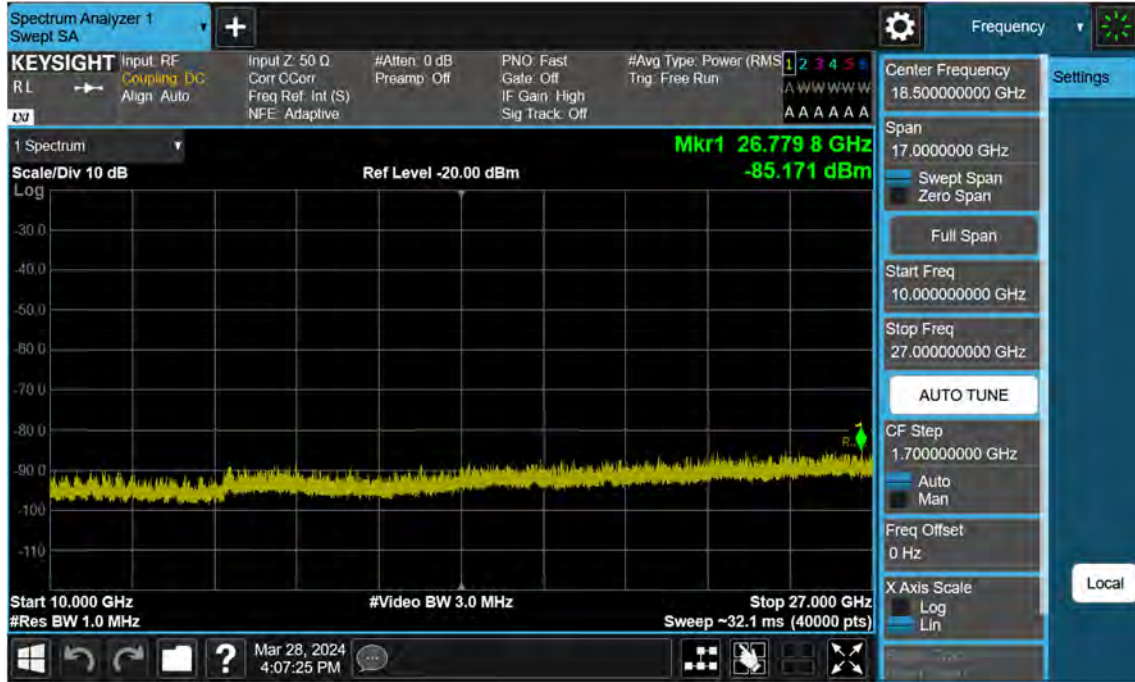 Spectrum Analyzer 1
Swept SA
Frequency
KEYSIGHT
RL
LXI
Input: RF
Coupling: DC
Align: Auto
Input Z: 50 Ω
Corr CCorr
Freq Ref: Int (S)
NFE: Adaptive
#Atten: 0 dB
Preamp: Off
PNO: Fast
Gate: Off
IF Gain: High
Sig Track: Off
#Avg Type: Power (RMS
Trig: Free Run
1 2 3 4 5 6
A W W W W W
A A A A A A
1 Spectrum
Scale/Div 10 dB
Log
Ref Level -20.00 dBm
Mkr1 26.779 8 GHz
-85.171 dBm
-30.0
-40.0
-50.0
-60.0
-70.0
-80.0
-90.0
-100
-110
1
R...
Start 10.000 GHz
#Res BW 1.0 MHz
#Video BW 3.0 MHz
Stop 27.000 GHz
Sweep ~32.1 ms (40000 pts)
Center Frequency
18.500000000 GHz
Span
17.0000000 GHz
Swept Span
Zero Span
Full Span
Start Freq
10.000000000 GHz
Stop Freq
27.000000000 GHz
AUTO TUNE
CF Step
1.700000000 GHz
Auto
Man
Freq Offset
0 Hz
X Axis Scale
Log
Lin
Settings
Local
?
Mar 28, 2024
4:07:25 PM